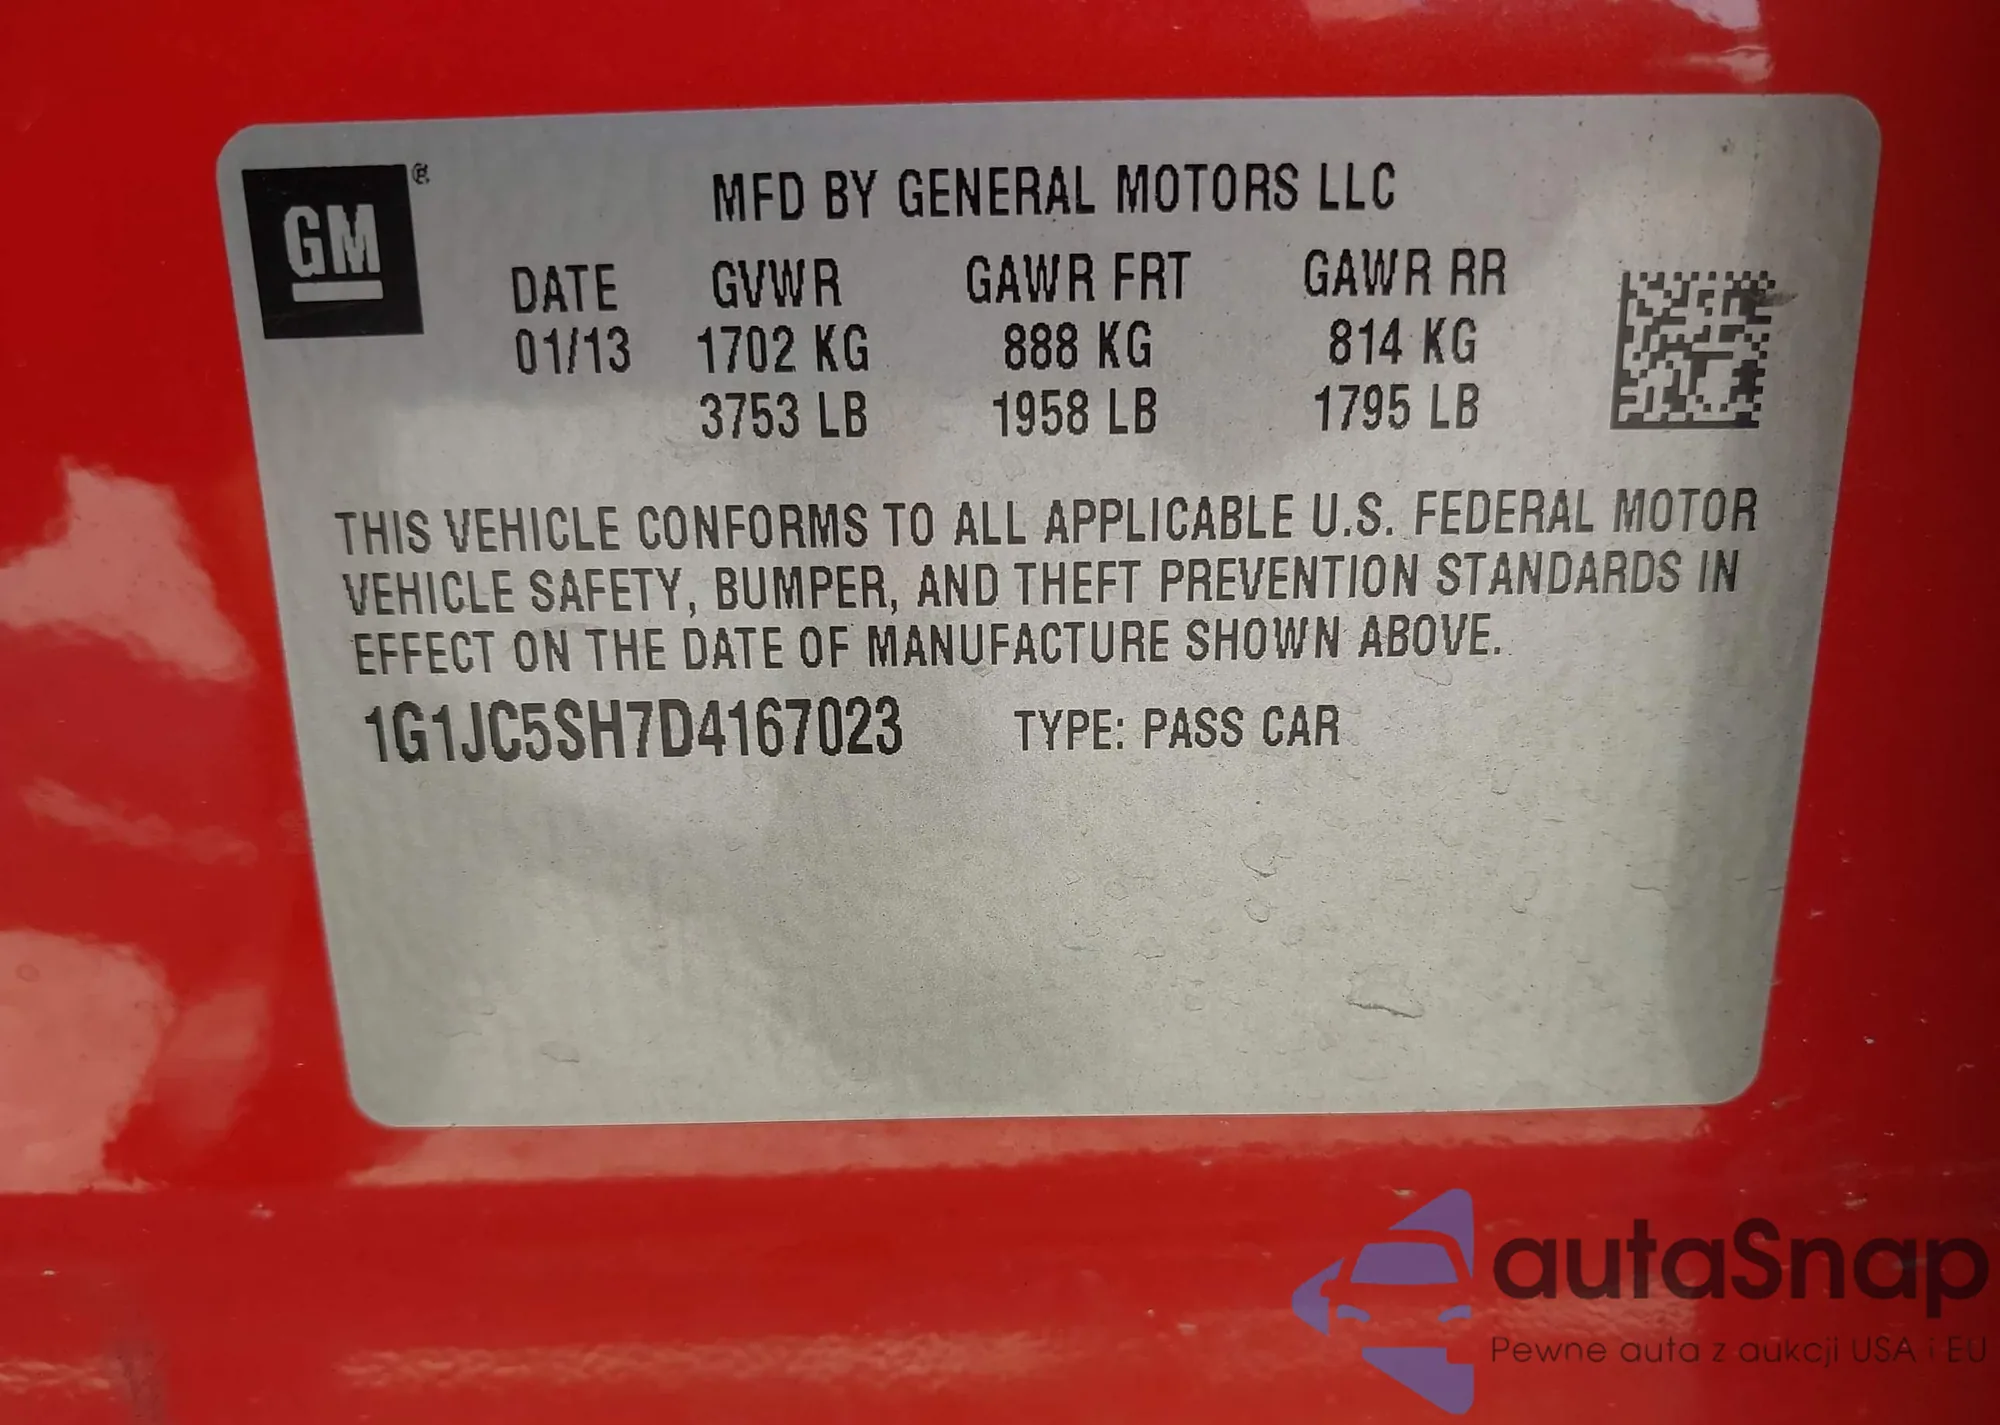 GM®
MFD BY GENERAL MOTORS LLC
DATE GVWR GAWR FRT GAWR RR
01/13 1702 KG 888 KG 814 KG
3753 LB 1958 LB 1795 LB
THIS VEHICLE CONFORMS TO ALL APPLICABLE U.S. FEDERAL MOTOR
VEHICLE SAFETY, BUMPER, AND THEFT PREVENTION STANDARDS IN
EFFECT ON THE DATE OF MANUFACTURE SHOWN ABOVE.
1G1JC5SH7D4167023 TYPE: PASS CAR
autaSnap
Pewne auta z aukcji USA i EU